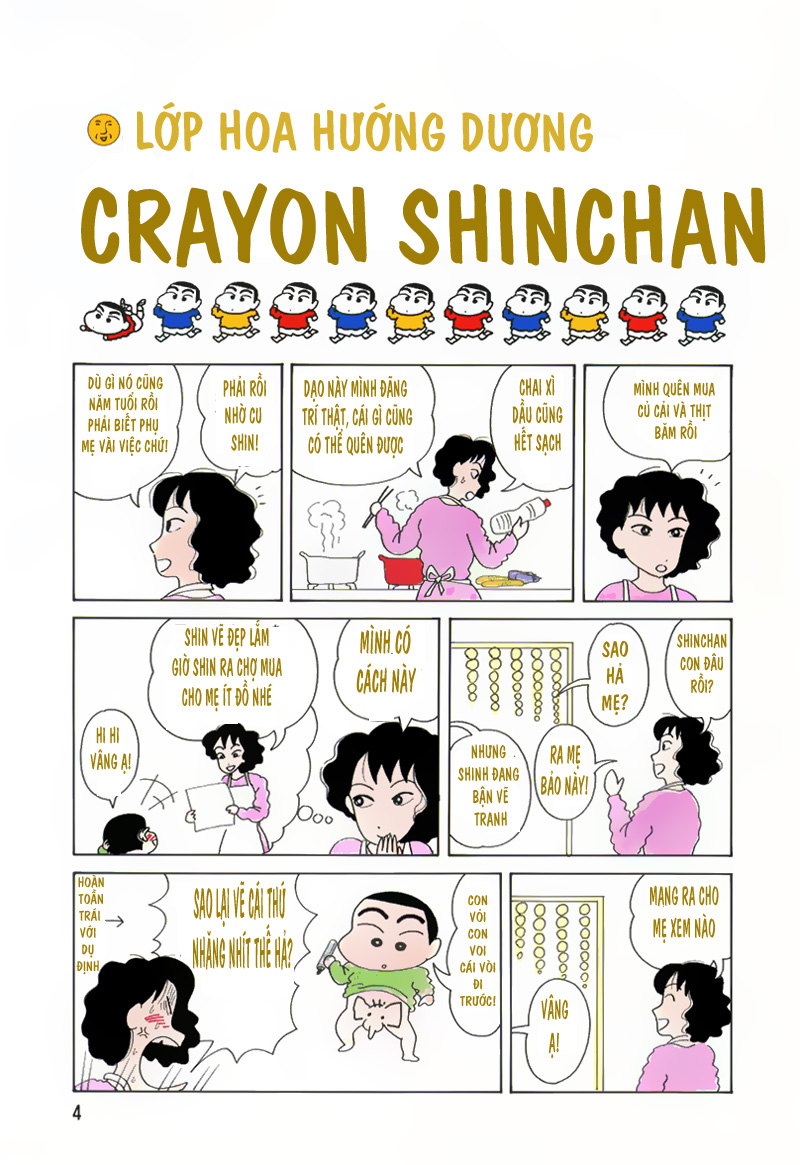 LỚP HOA HƯỚNG DƯƠNG
CRAYON SHINCHAN
MÌNH QUÊN MUA
CỦ CẢI VÀ THỊT
BĂM RỒI
CHAI XÌ
DẦU CŨNG
HẾT SẠCH
DẠO NÀY MÌNH ĐÃNG
TRÍ THẬT, CÁI GÌ CŨNG
CÓ THỂ QUÊN ĐƯỢC
PHẢI RỒI
NHỜ CU
SHIN!
DÙ GÌ NÓ CŨNG
NĂM TUỔI RỒI
PHẢI BIẾT PHỤ
MẸ VÀI VIỆC CHỨ!
SHINCHAN
CON ĐÂU
RỒI?
SAO
HẢ
MẸ?
RA MẸ
BẢO NÀY!
NHƯNG
SHINH ĐANG
BẬN VẼ
TRANH
MÌNH CÓ
CÁCH NÀY
SHIN VẼ ĐẸP LẮM
GIỜ SHIN RA CHỢ MUA
CHO MẸ ÍT ĐỒ NHÉ
HI HI
VÂNG Ạ!
MANG RA CHO
MẸ XEM NÀO
VÂNG
Ạ!
CON
VỎI
CON
VOI
CÁI VÒI
ĐI
TRƯỚC!
SAO LẠI VẼ CÁI THỨ
NHĂNG NHÍT THẾ HẢ?
HOÀN
TOẦN
TRÁI
VỚI
DỰ
ĐỊNH
4